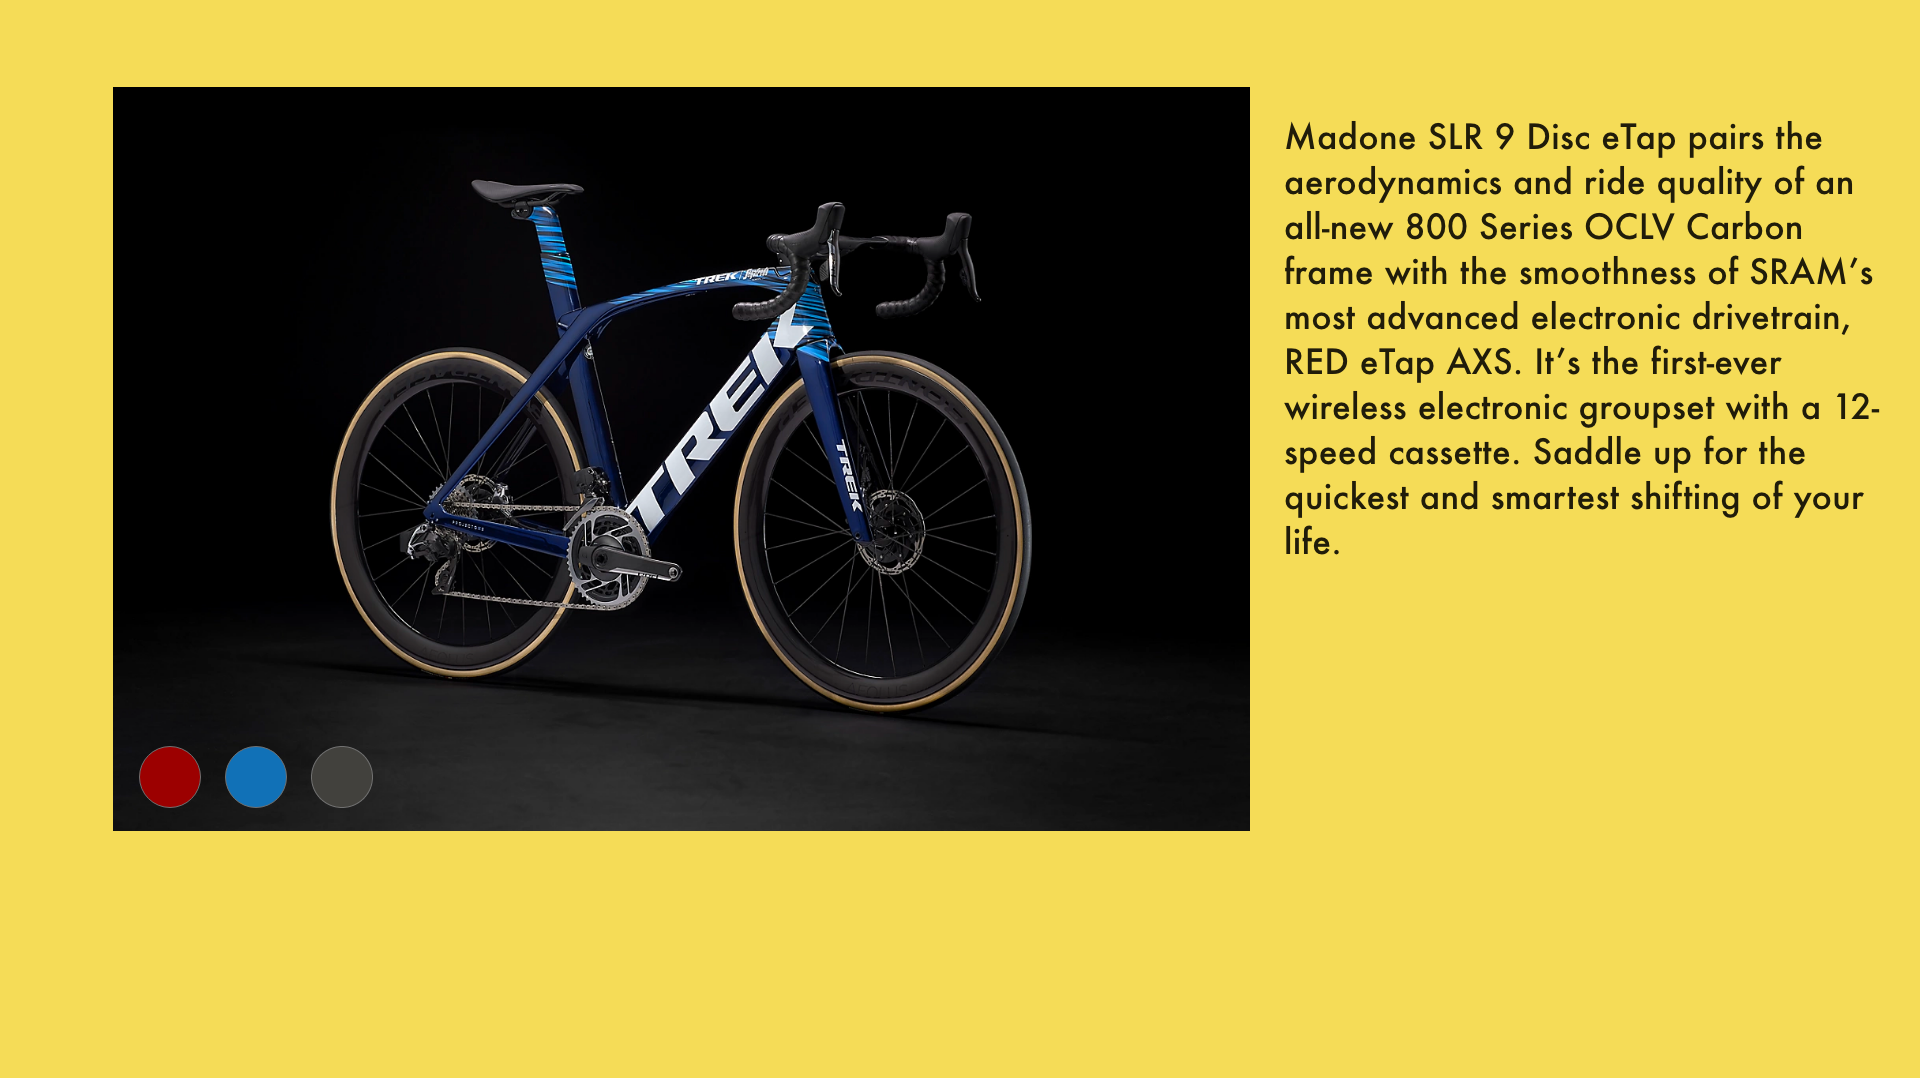 TREK
TREK
TREK
PROJECT ONE
Madone SLR 9 Disc eTap pairs the
aerodynamics and ride quality of an
all-new 800 Series OCLV Carbon
frame with the smoothness of SRAM’s
most advanced electronic drivetrain,
RED eTap AXS. It’s the first-ever
wireless electronic groupset with a 12-
speed cassette. Saddle up for the
quickest and smartest shifting of your
life.